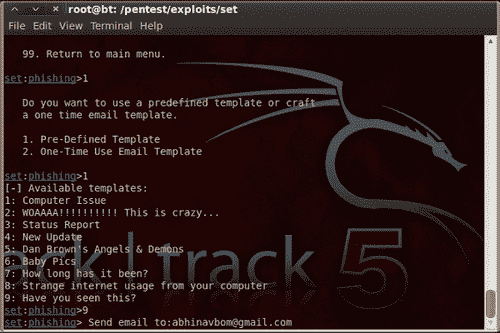 root@bt: /pentest/exploits/set
File Edit View Terminal Help
99. Return to main menu.
set:phishing>1
Do you want to use a predefined template or craft
a one time email template.
1. Pre-Defined Template
2. One-Time Use Email Template
set:phishing>1
[-] Available templates:
1: Computer Issue
2: WOAAAA!!!!!!!!!! This is crazy...
3: Status Report
4: New Update
5: Dan Brown's Angels & Demons
6: Baby Pics
7: How long has it been?
8: Strange internet usage from your computer
9: Have you seen this?
set:phishing>9
set:phishing> Send email to:abhinavbom@gmail.com
ack | track 5